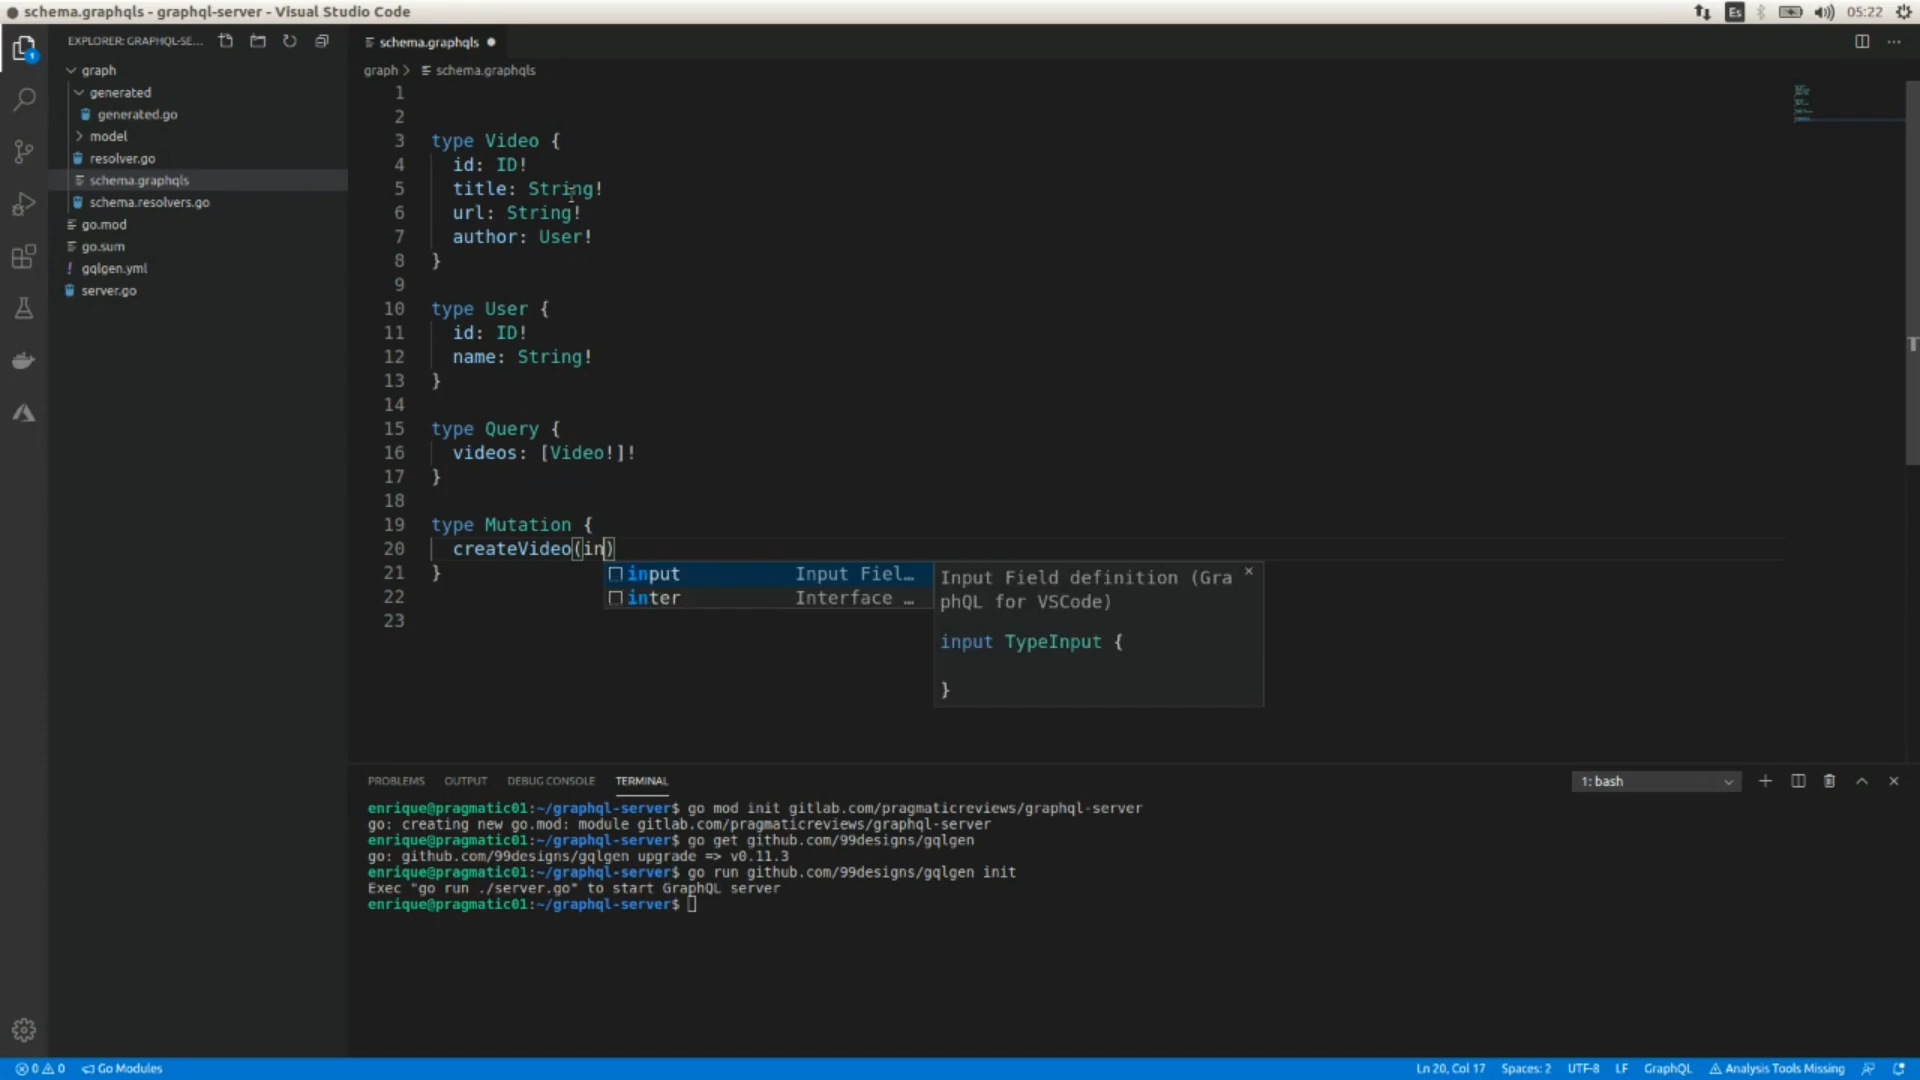 schema.graphqls - graphql-server - Visual Studio Code
Es
05:22
EXPLORER: GRAPHQL-SE...
graph
generated
generated.go
model
resolver.go
schema.graphqls
schema.resolvers.go
go.mod
go.sum
! gqlgen.yml
server.go
1
schema.graphqls
graph > schema.graphqls
1
2
3 type Video {
4 id: ID!
5 title: String!
6 url: String!
7 author: User!
8 }
9
10 type User {
11 id: ID!
12 name: String!
13 }
14
15 type Query {
16 videos: [Video!]!
17 }
18
19 type Mutation {
20 createVideo(in)
21 }
22
23
input Input Fiel...
inter Interface ...
Input Field definition (Gra
phQL for VSCode)
input TypeInput {
}
PROBLEMS OUTPUT DEBUG CONSOLE TERMINAL
1: bash
enrique@pragmatic01:~/graphql-server$ go mod init gitlab.com/pragmaticreviews/graphql-server
go: creating new go.mod: module gitlab.com/pragmaticreviews/graphql-server
enrique@pragmatic01:~/graphql-server$ go get github.com/99designs/gqlgen
go: github.com/99designs/gqlgen upgrade => v0.11.3
enrique@pragmatic01:~/graphql-server$ go run github.com/99designs/gqlgen init
Exec "go run ./server.go" to start GraphQL server
enrique@pragmatic01:~/graphql-server$
0 0 Go Modules
Ln 20, Col 17 Spaces: 2 UTF-8 LF GraphQL Analysis Tools Missing